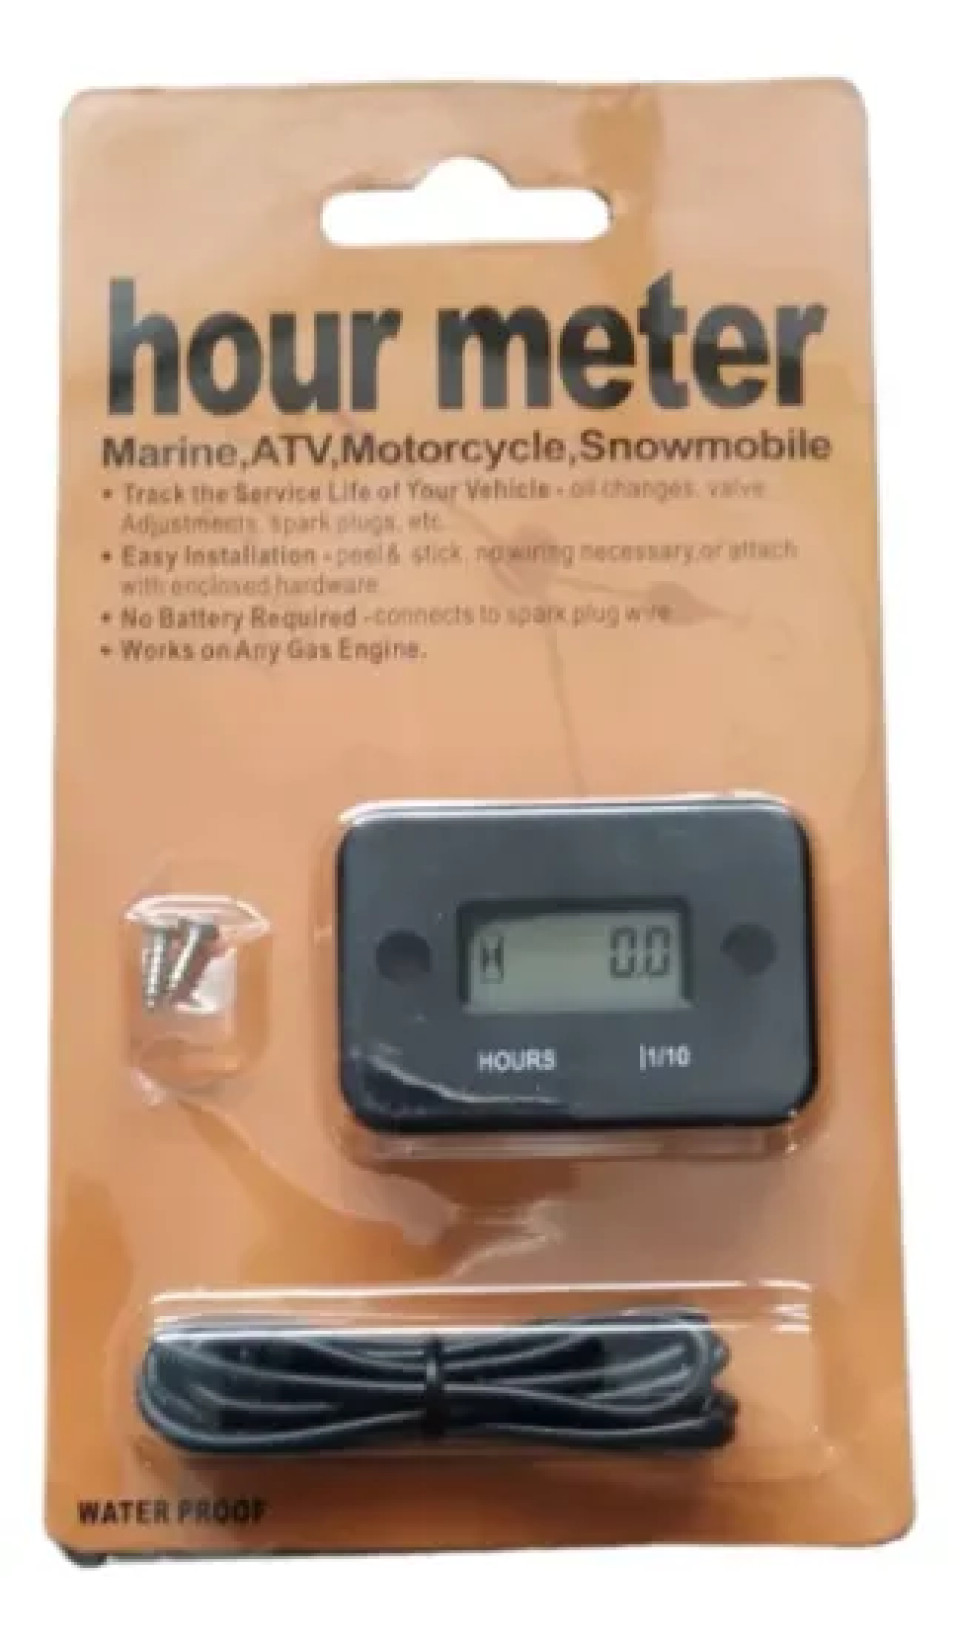 hour meter
Marine,ATV,Motorcycle,Snowmobile
• Track the Service Life of Your Vehicle - oil changes, valve
Adjustments, spark plugs, etc.
• Easy Installation - peel & stick, no wiring necessary,or attach
with enclosed hardware
• No Battery Required -connects to spark plug wire
• Works on Any Gas Engine.
0.0
HOURS |1/10
WATER PROOF